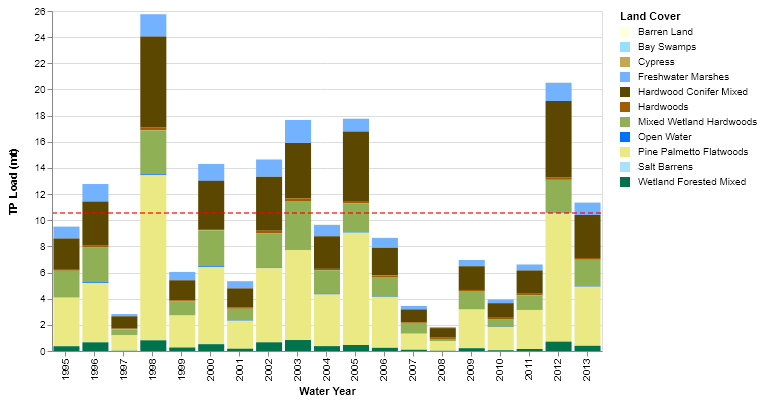 26
24
22
20
18
16
14
12
10
8
6
4
2
0
TP Load (mt)
1995 1996 1997 1998 1999 2000 2001 2002 2003 2004 2005 2006 2007 2008 2009 2010 2011 2012 2013
Water Year
Land Cover
Barren Land
Bay Swamps
Cypress
Freshwater Marshes
Hardwood Conifer Mixed
Hardwoods
Mixed Wetland Hardwoods
Open Water
Pine Palmetto Flatwoods
Salt Barrens
Wetland Forested Mixed